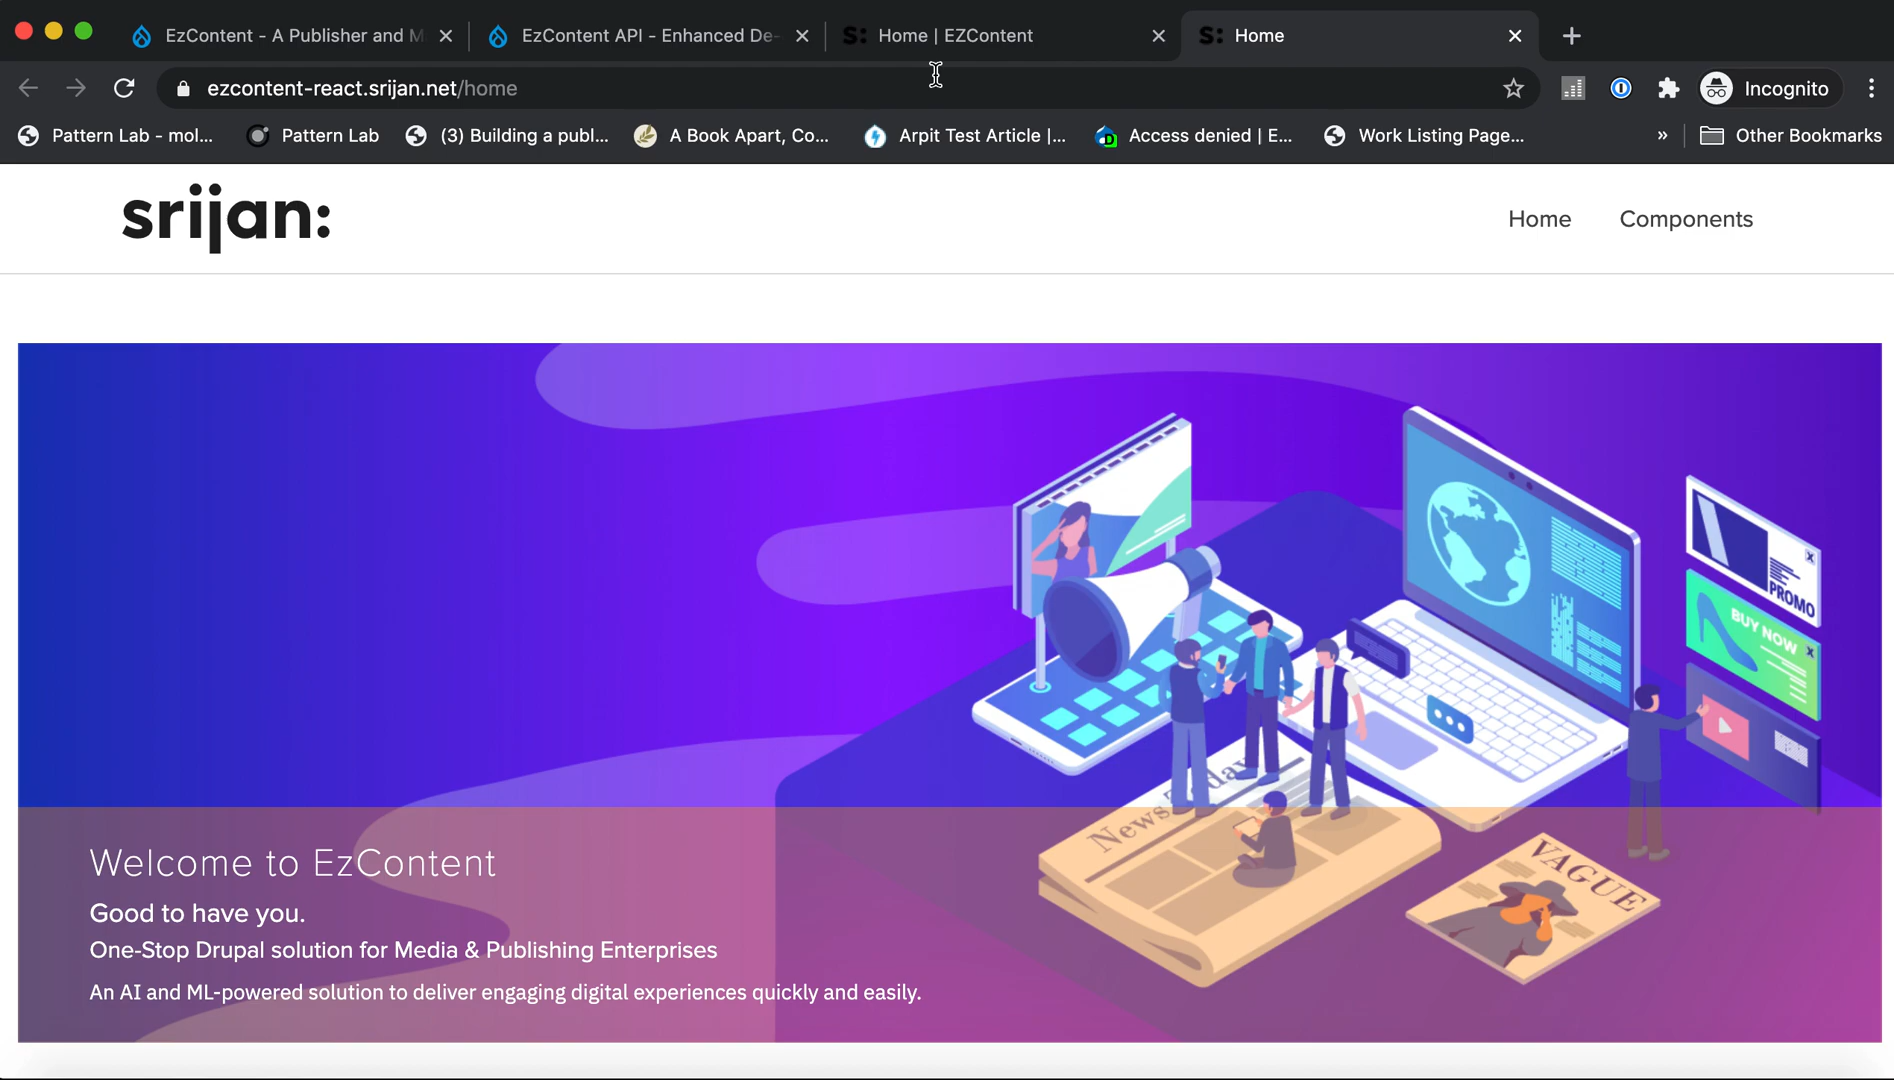 EzContent - A Publisher and M
EzContent API - Enhanced De-
S: Home | EZContent
S: Home
ezcontent-react.srijan.net/home
Incognito
Pattern Lab - mol...
Pattern Lab
(3) Building a publ...
A Book Apart, Co...
Arpit Test Article |...
Access denied | E...
Work Listing Page...
»
Other Bookmarks
srijan:
Home
Components
PROMO
BUY NOW
News Today
VAGUE
Welcome to EzContent
Good to have you.
One-Stop Drupal solution for Media & Publishing Enterprises
An AI and ML-powered solution to deliver engaging digital experiences quickly and easily.